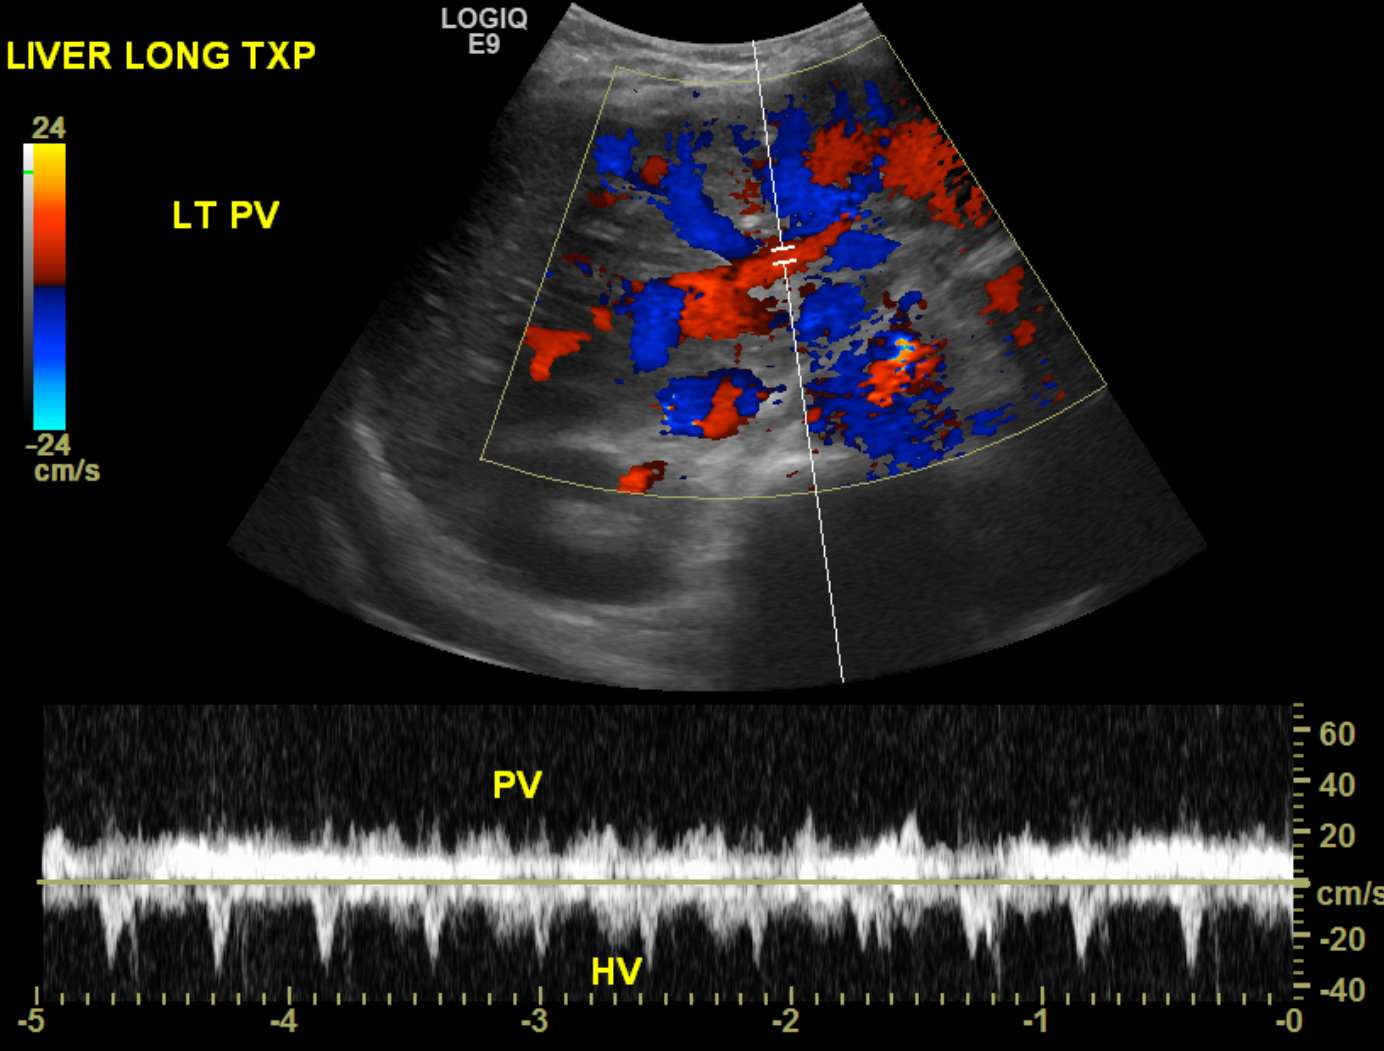 LOGIQ
E9
LIVER LONG TXP
24
LT PV
-24
cm/s
PV
60
40
20
cm/s
-20
HV
-40
-5 -4 -3 -2 -1 -0